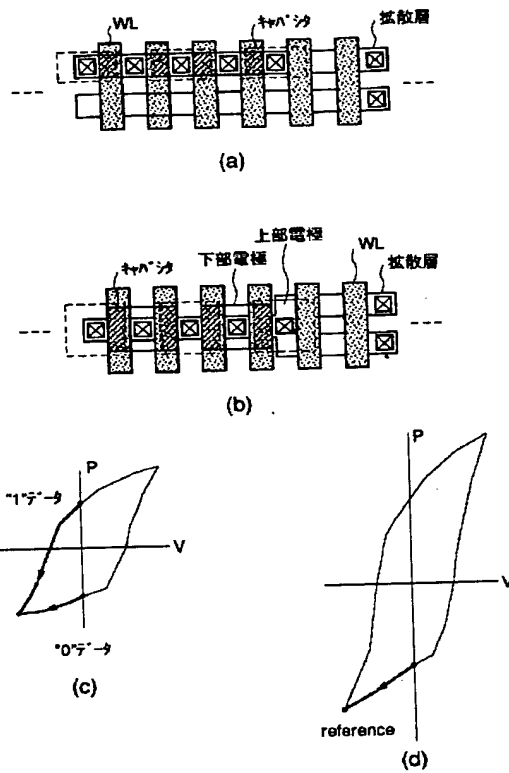 WL
キャパシタ
拡散層
(a)
上部電極
WL
キャパシタ
下部電極
拡散層
(b)
P
"1"データ
V
"0"データ
(c)
P
V
reference
(d)